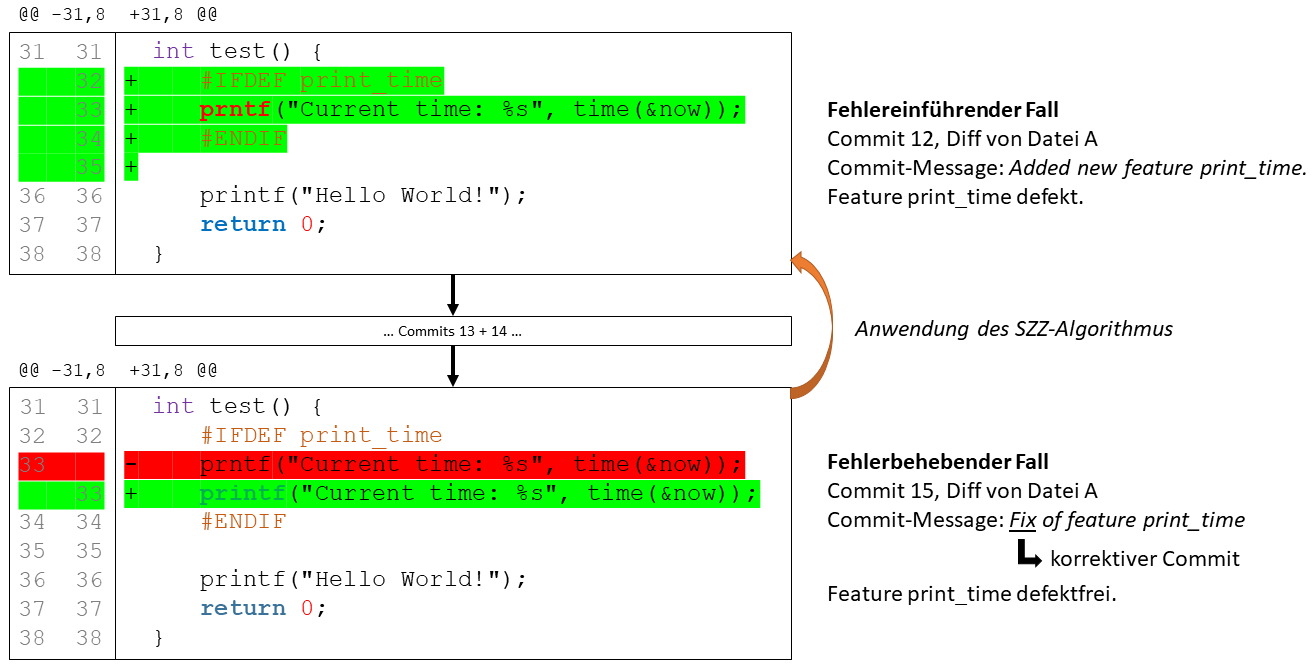 @@ -31,8 +31,8 @@
31 31 int test() {
32 + #IFDEF print_time
33 + prntf("Current time: %s", time(&now));
34 + #ENDIF
35 +
36 36 printf("Hello World!");
37 37 return 0;
38 38 }
Fehlereinführender Fall
Commit 12, Diff von Datei A
Commit-Message: Added new feature print_time.
Feature print_time defekt.
... Commits 13 + 14 ...
Anwendung des SZZ-Algorithmus
@@ -31,8 +31,8 @@
31 31 int test() {
32 32 #IFDEF print_time
33 - prntf("Current time: %s", time(&now));
33 + printf("Current time: %s", time(&now));
34 34 #ENDIF
35 35
36 36 printf("Hello World!");
37 37 return 0;
38 38 }
Fehlerbehebender Fall
Commit 15, Diff von Datei A
Commit-Message: Fix of feature print_time
korrektiver Commit
Feature print_time defektfrei.